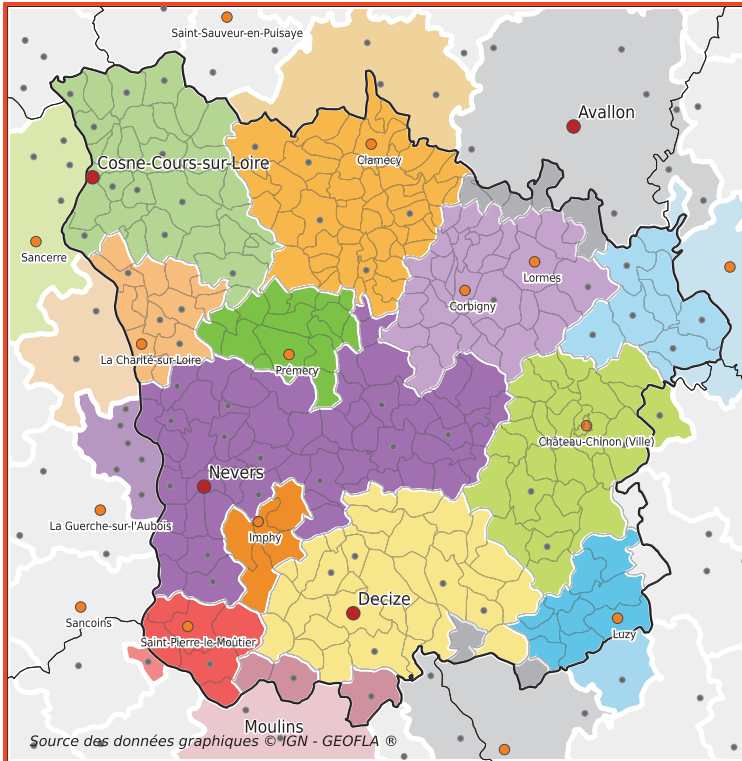 Saint-Sauveur-en-Puisaye
Avallon
Clamecy
Cosne-Cours-sur-Loire
Sancerre
Lormes
Corbigny
La Charité-sur-Loire
Prémery
Château-Chinon (Ville)
Nevers
La Guerche-sur-l'Aubois
Imphy
Decize
Sancoins
Saint-Pierre-le-Moûtier
Luzy
Moulins
Source des données graphiques © IGN - GEOFLA ®